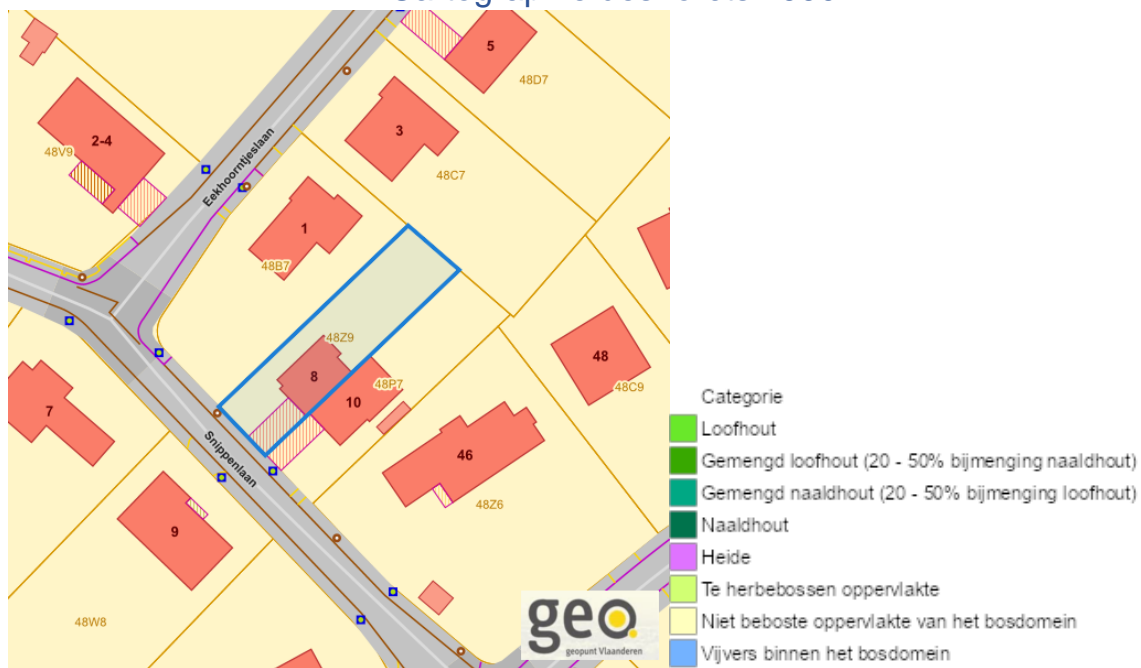 5
48D7
2-4
3
48V9
Eekhoorntjeslaan
48C7
1
48B7
48Z9
48
8
48P7
48C9
7
10
Snippenlaan
46
48Z6
9
48W8
geo.
geopunt Vlaanderen
Categorie
Loofhout
Gemengd loofhout (20 - 50% bijmenging naaldhout)
Gemengd naaldhout (20 - 50% bijmenging loofhout)
Naaldhout
Heide
Te herbebossen oppervlakte
Niet beboste oppervlakte van het bosdomein
Vijvers binnen het bosdomein